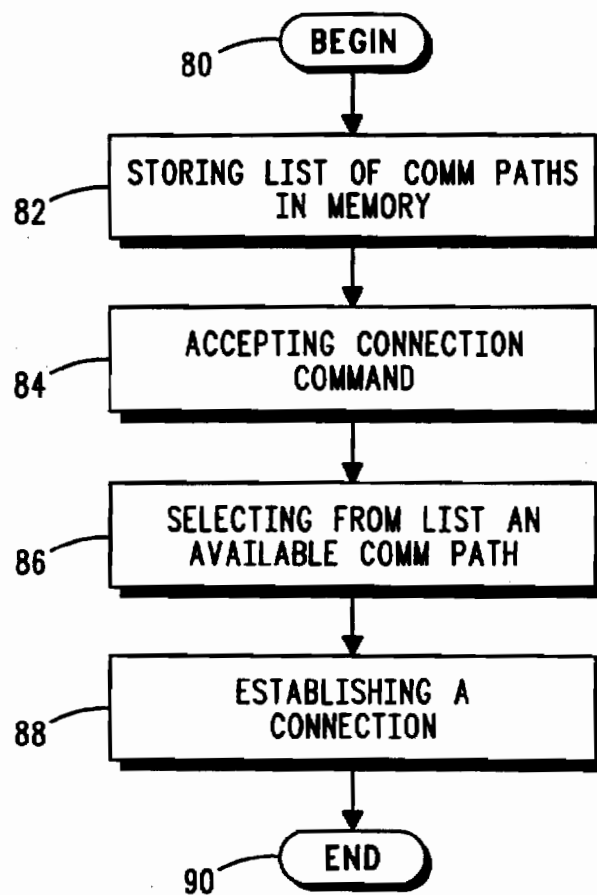 80
BEGIN
82
STORING LIST OF COMM PATHS
IN MEMORY
84
ACCEPTING CONNECTION
COMMAND
86
SELECTING FROM LIST AN
AVAILABLE COMM PATH
88
ESTABLISHING A
CONNECTION
90
END